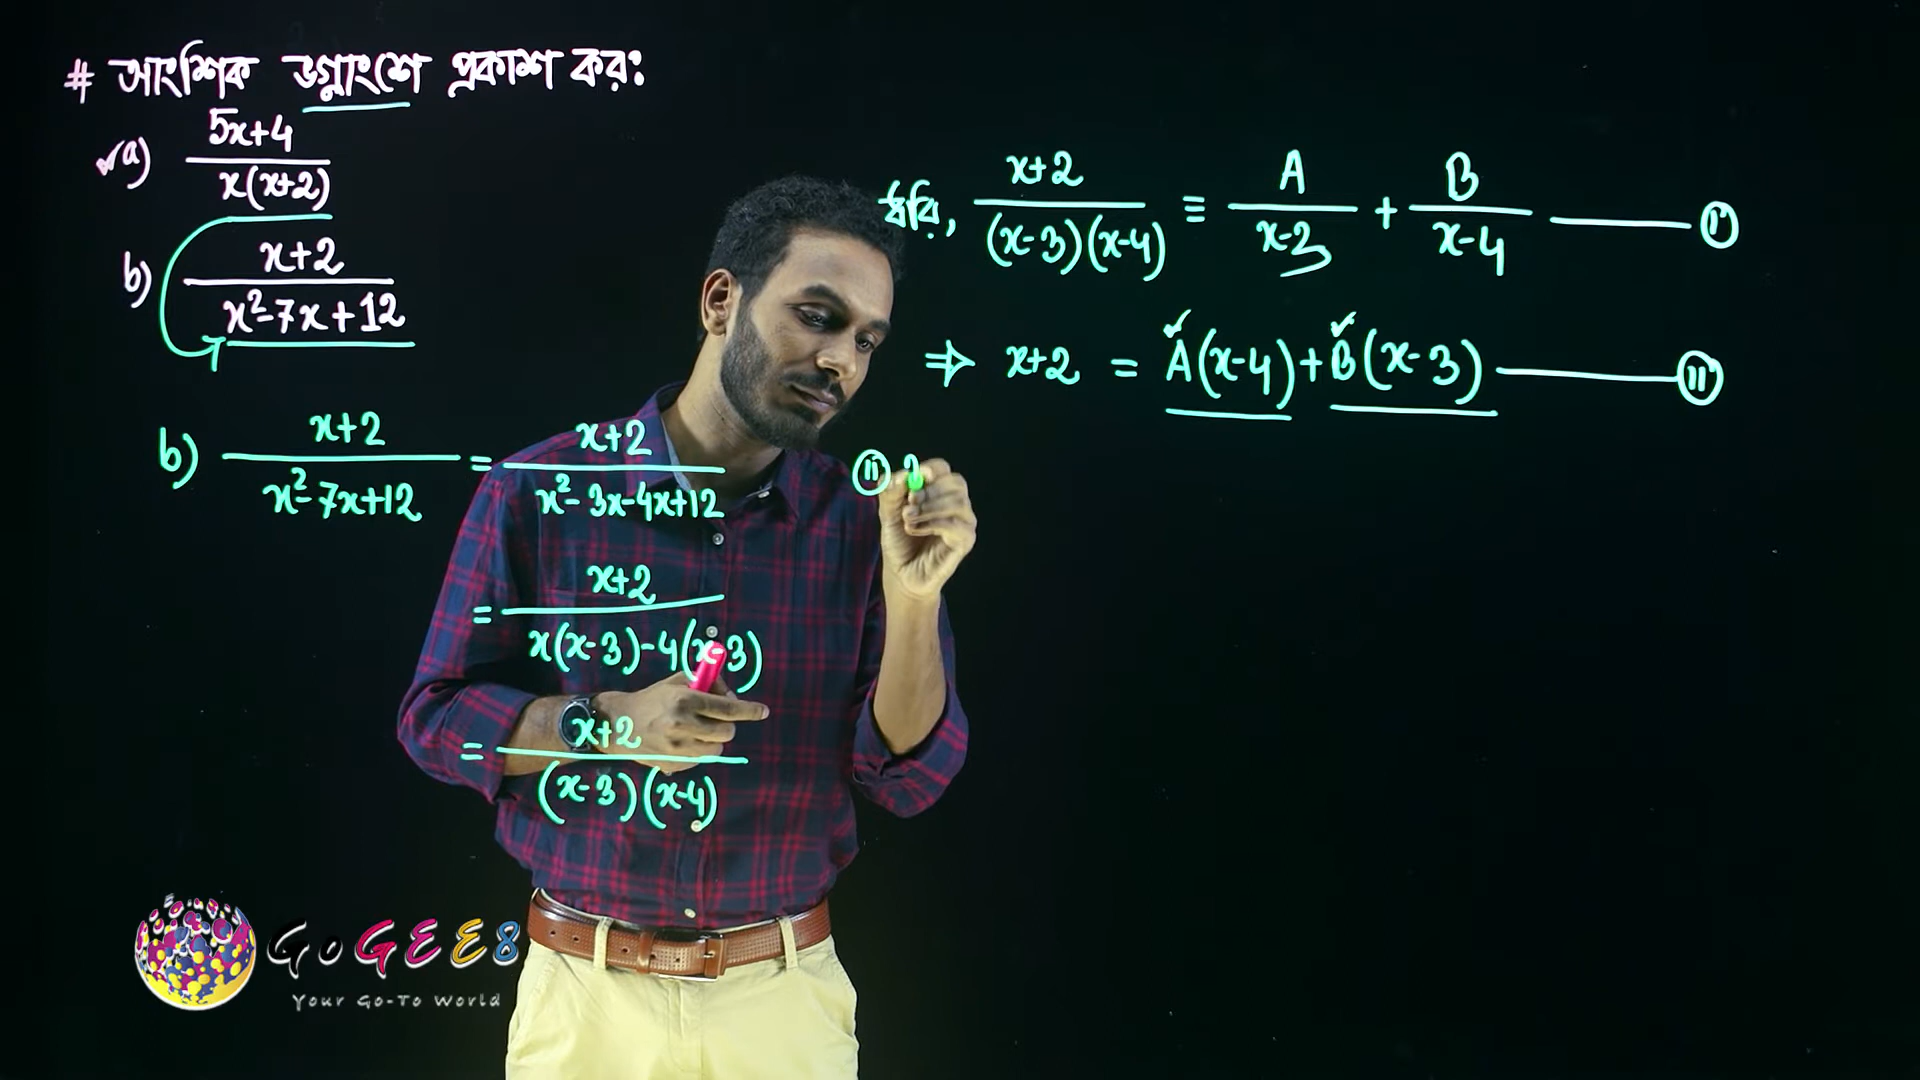 # আংশিক ভগ্নাংশে প্রকাশ কর:
a) 5x+4 / x(x+2)
b) x+2 / x²-7x+12
b) x+2 / x²-7x+12 = x+2 / x²-3x-4x+12
= x+2 / x(x-3)-4(x-3)
= x+2 / (x-3)(x-4)
ধরি, x+2 / (x-3)(x-4) ≡ A / x-3 + B / x-4 —— (i)
⇒ x+2 = A(x-4)+B(x-3) —— (ii)
(ii)
GoGEE8
Your Go-To World